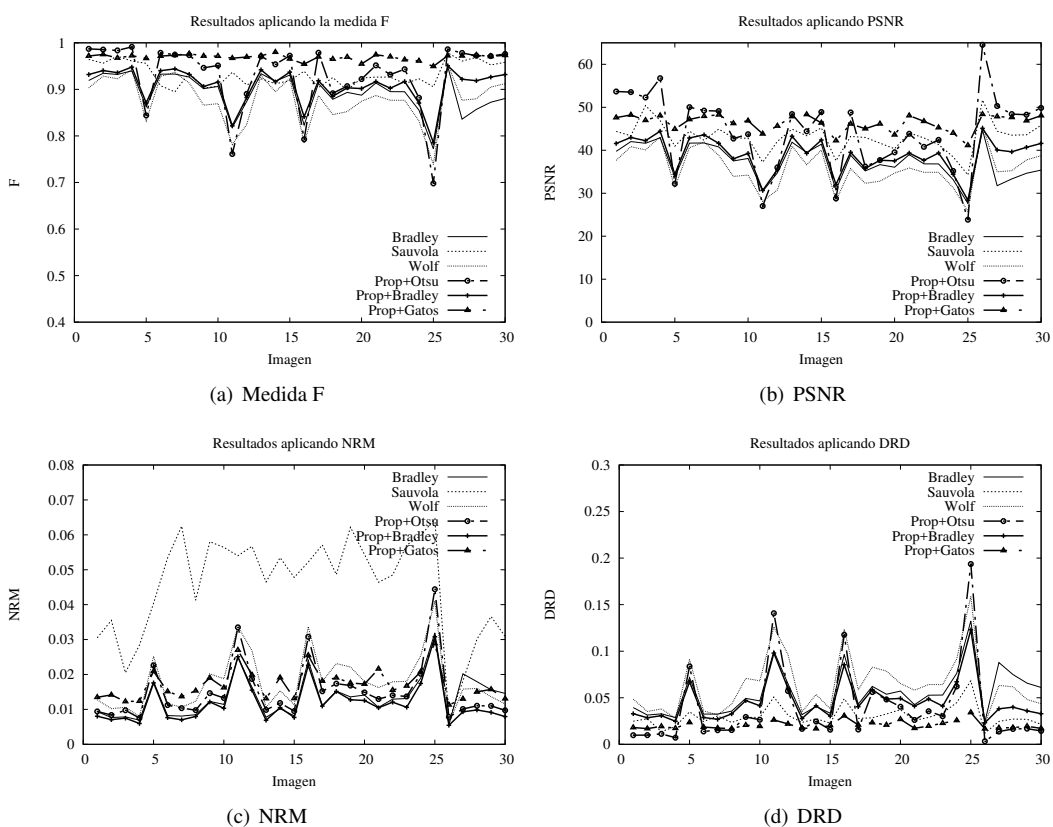 Resultados aplicando la medida F
1
0.9
0.8
0.7
0.6
0.5
0.4
F
0 5 10 15 20 25 30
Imagen
Bradley
Sauvola
Wolf
Prop+Otsu
Prop+Bradley
Prop+Gatos
(a) Medida F
Resultados aplicando PSNR
60
50
40
30
20
10
0
PSNR
0 5 10 15 20 25 30
Imagen
Bradley
Sauvola
Wolf
Prop+Otsu
Prop+Bradley
Prop+Gatos
(b) PSNR
Resultados aplicando NRM
0.08
0.07
0.06
0.05
0.04
0.03
0.02
0.01
0
NRM
0 5 10 15 20 25 30
Imagen
Bradley
Sauvola
Wolf
Prop+Otsu
Prop+Bradley
Prop+Gatos
(c) NRM
Resultados aplicando DRD
0.3
0.25
0.2
0.15
0.1
0.05
0
DRD
0 5 10 15 20 25 30
Imagen
Bradley
Sauvola
Wolf
Prop+Otsu
Prop+Bradley
Prop+Gatos
(d) DRD